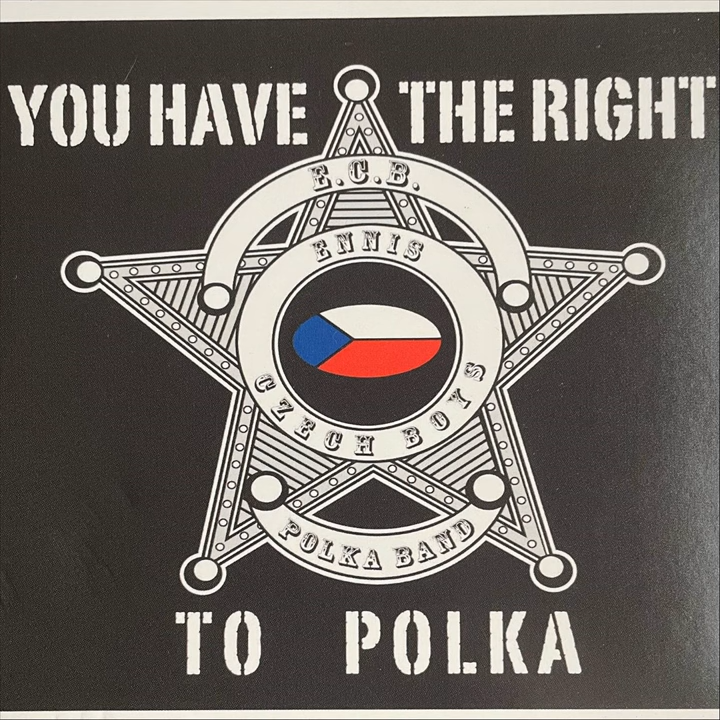 YOU HAVE THE RIGHT
E.C.B.
ENNIS
CZECH BOYS
POLKA BAND
TO POLKA